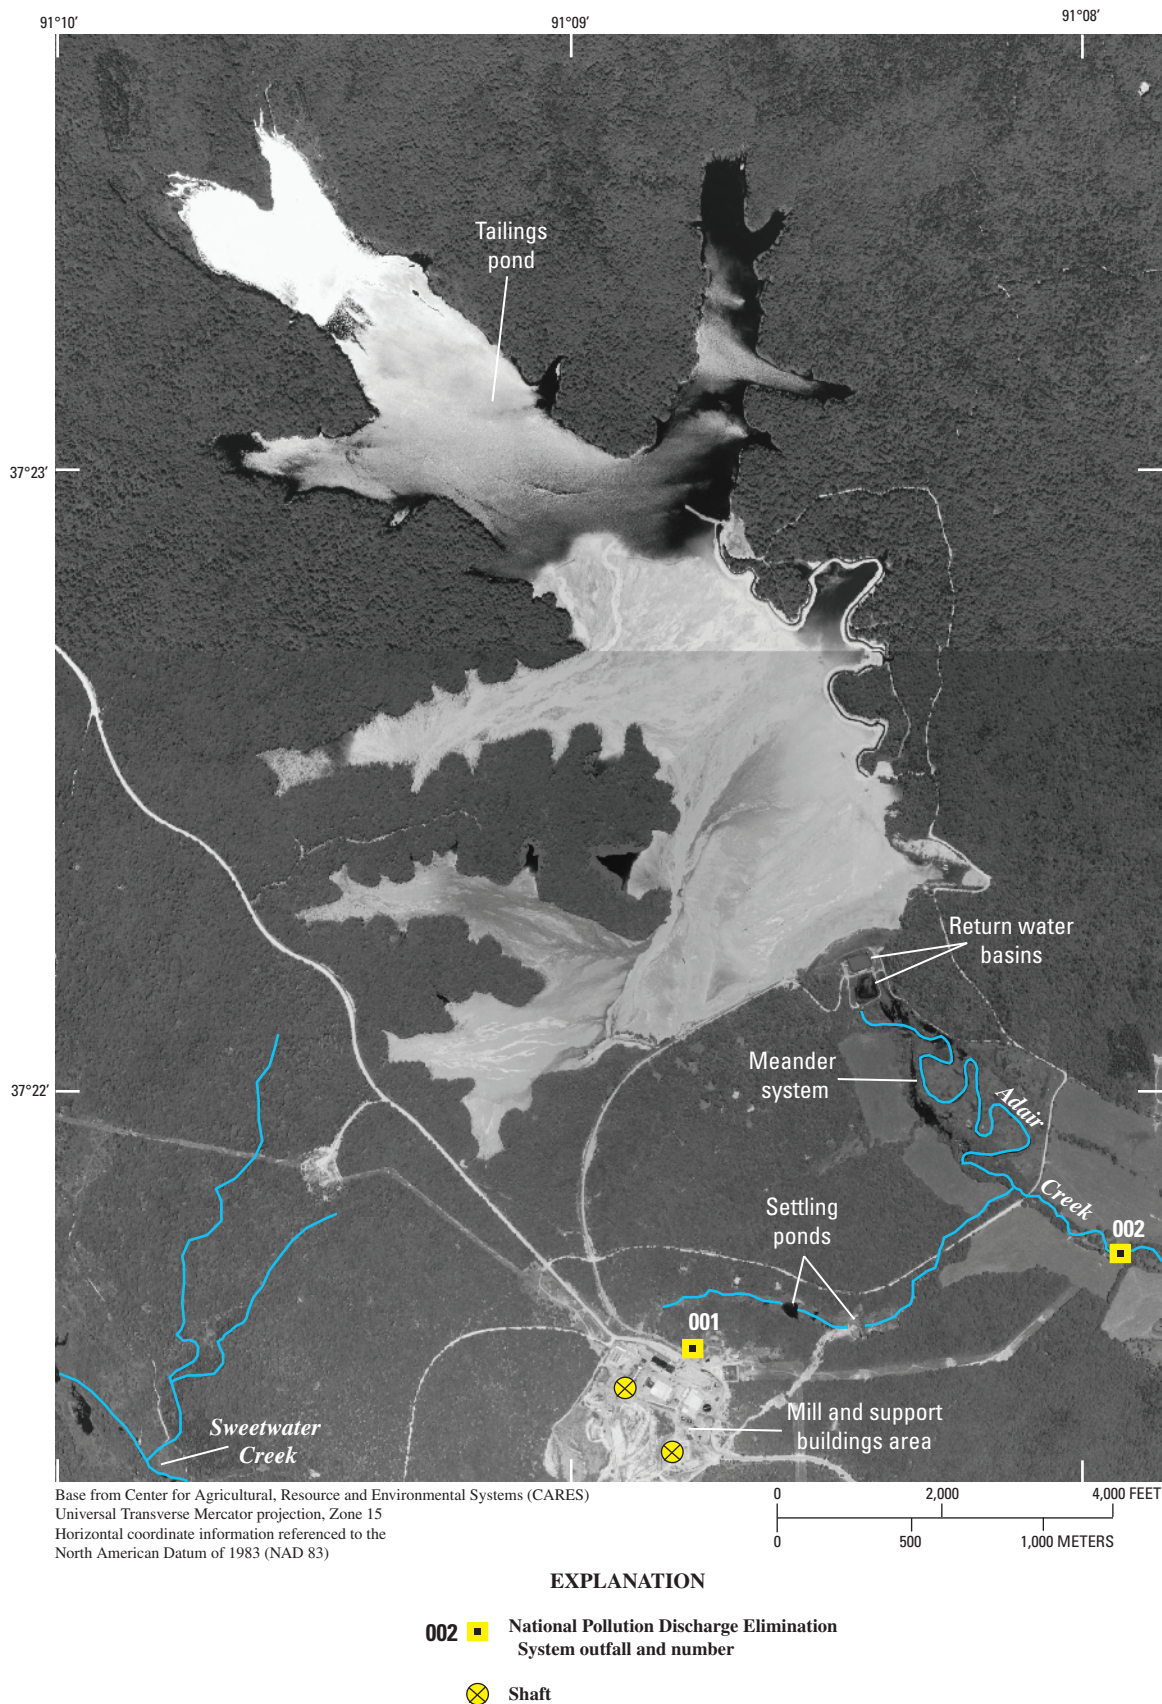 91°10′
91°09′
91°08′
Tailings
pond
37°23′
Return water
basins
Meander
system
37°22′
Adair
Creek
Settling
ponds
002
001
Mill and support
buildings area
Sweetwater
Creek
Base from Center for Agricultural, Resource and Environmental Systems (CARES)
Universal Transverse Mercator projection, Zone 15
Horizontal coordinate information referenced to the
North American Datum of 1983 (NAD 83)
0 2,000 4,000 FEET
0 500 1,000 METERS
EXPLANATION
002 National Pollution Discharge Elimination
System outfall and number
Shaft